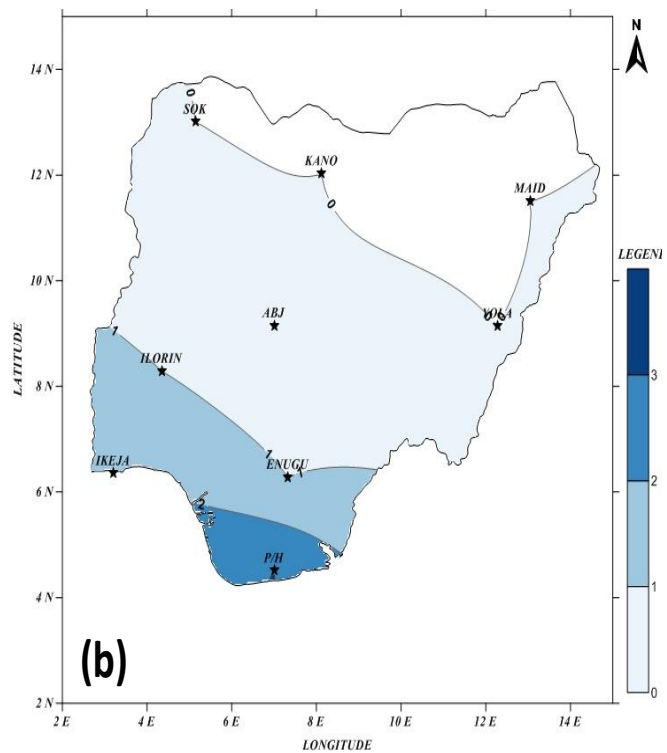 N
14 N
12 N
10 N
8 N
6 N
4 N
2 N
LATITUDE
0
SOK
KANO
0
MAID
0 0
YOLA
ABJ
1
ILORIN
1
ENUGU
1
IKEJA
2
P/H
(b)
2 E 4 E 6 E 8 E 10 E 12 E 14 E
LONGITUDE
LEGEND
3
2
1
0